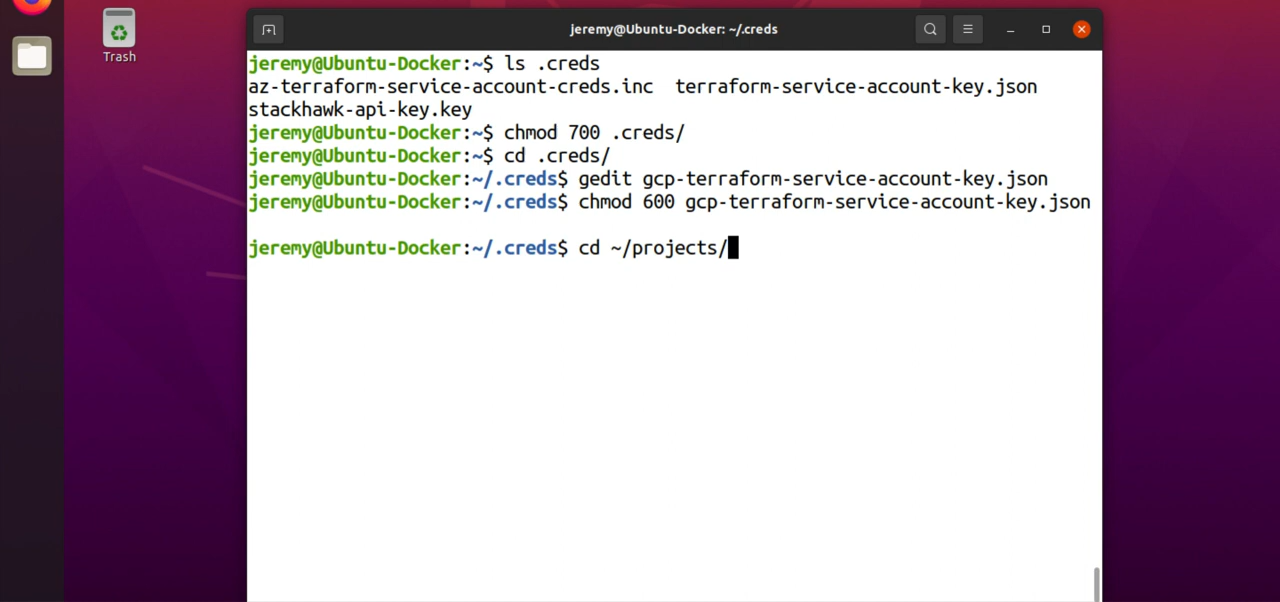 Trash
jeremy@Ubuntu-Docker: ~/.creds
jeremy@Ubuntu-Docker:~$ ls .creds
az-terraform-service-account-creds.inc  terraform-service-account-key.json
stackhawk-api-key.key
jeremy@Ubuntu-Docker:~$ chmod 700 .creds/
jeremy@Ubuntu-Docker:~$ cd .creds/
jeremy@Ubuntu-Docker:~/.creds$ gedit gcp-terraform-service-account-key.json
jeremy@Ubuntu-Docker:~/.creds$ chmod 600 gcp-terraform-service-account-key.json
jeremy@Ubuntu-Docker:~/.creds$ cd ~/projects/